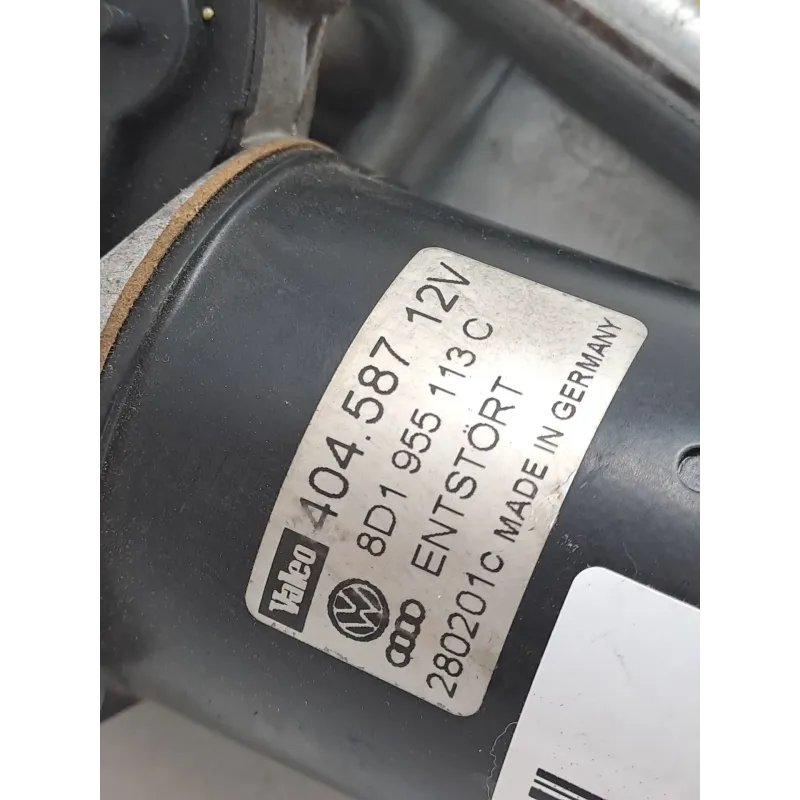 Valeo 404.587 12V
8D1 955 113 C
ENTSTÖRT
280201C MADE IN GERMANY